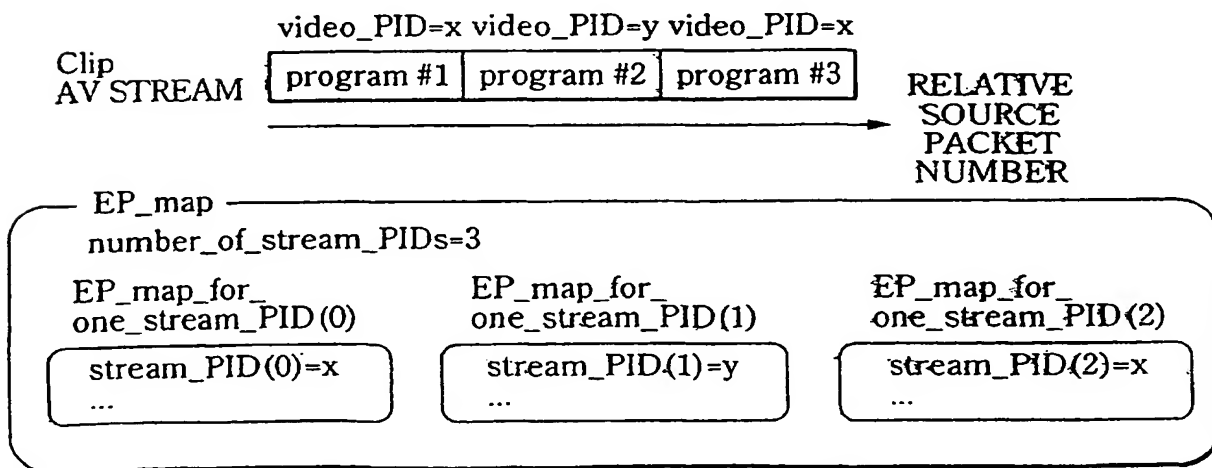 video_PID=x video_PID=y video_PID=x
Clip
AV STREAM
program #1 program #2 program #3
RELATIVE
SOURCE
PACKET
NUMBER
EP_map
number_of_stream_PIDs=3
EP_map_for_
one_stream_PID(0)
EP_map_for_
one_stream_PID(1)
EP_map_for_
one_stream_PID(2)
stream_PID(0)=x
...
stream_PID(1)=y
...
stream_PID(2)=x
...